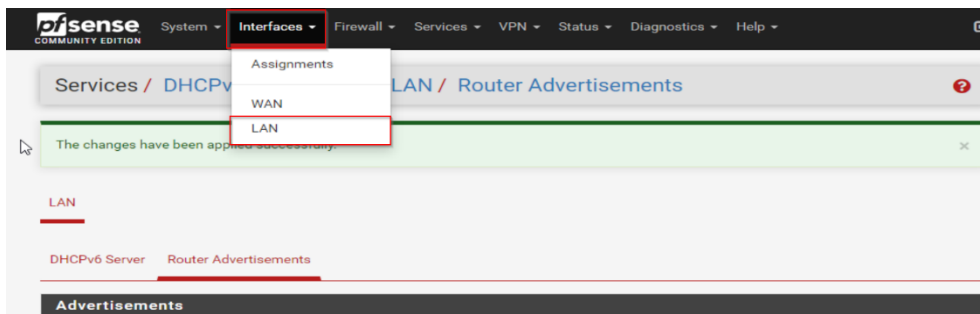 pfsense System Interfaces Firewall Services VPN Status Diagnostics Help
COMMUNITY EDITION
Assignments
Services / DHCPv LAN / Router Advertisements
WAN
LAN
The changes have been applied successfully.
LAN
DHCPv6 Server Router Advertisements
Advertisements